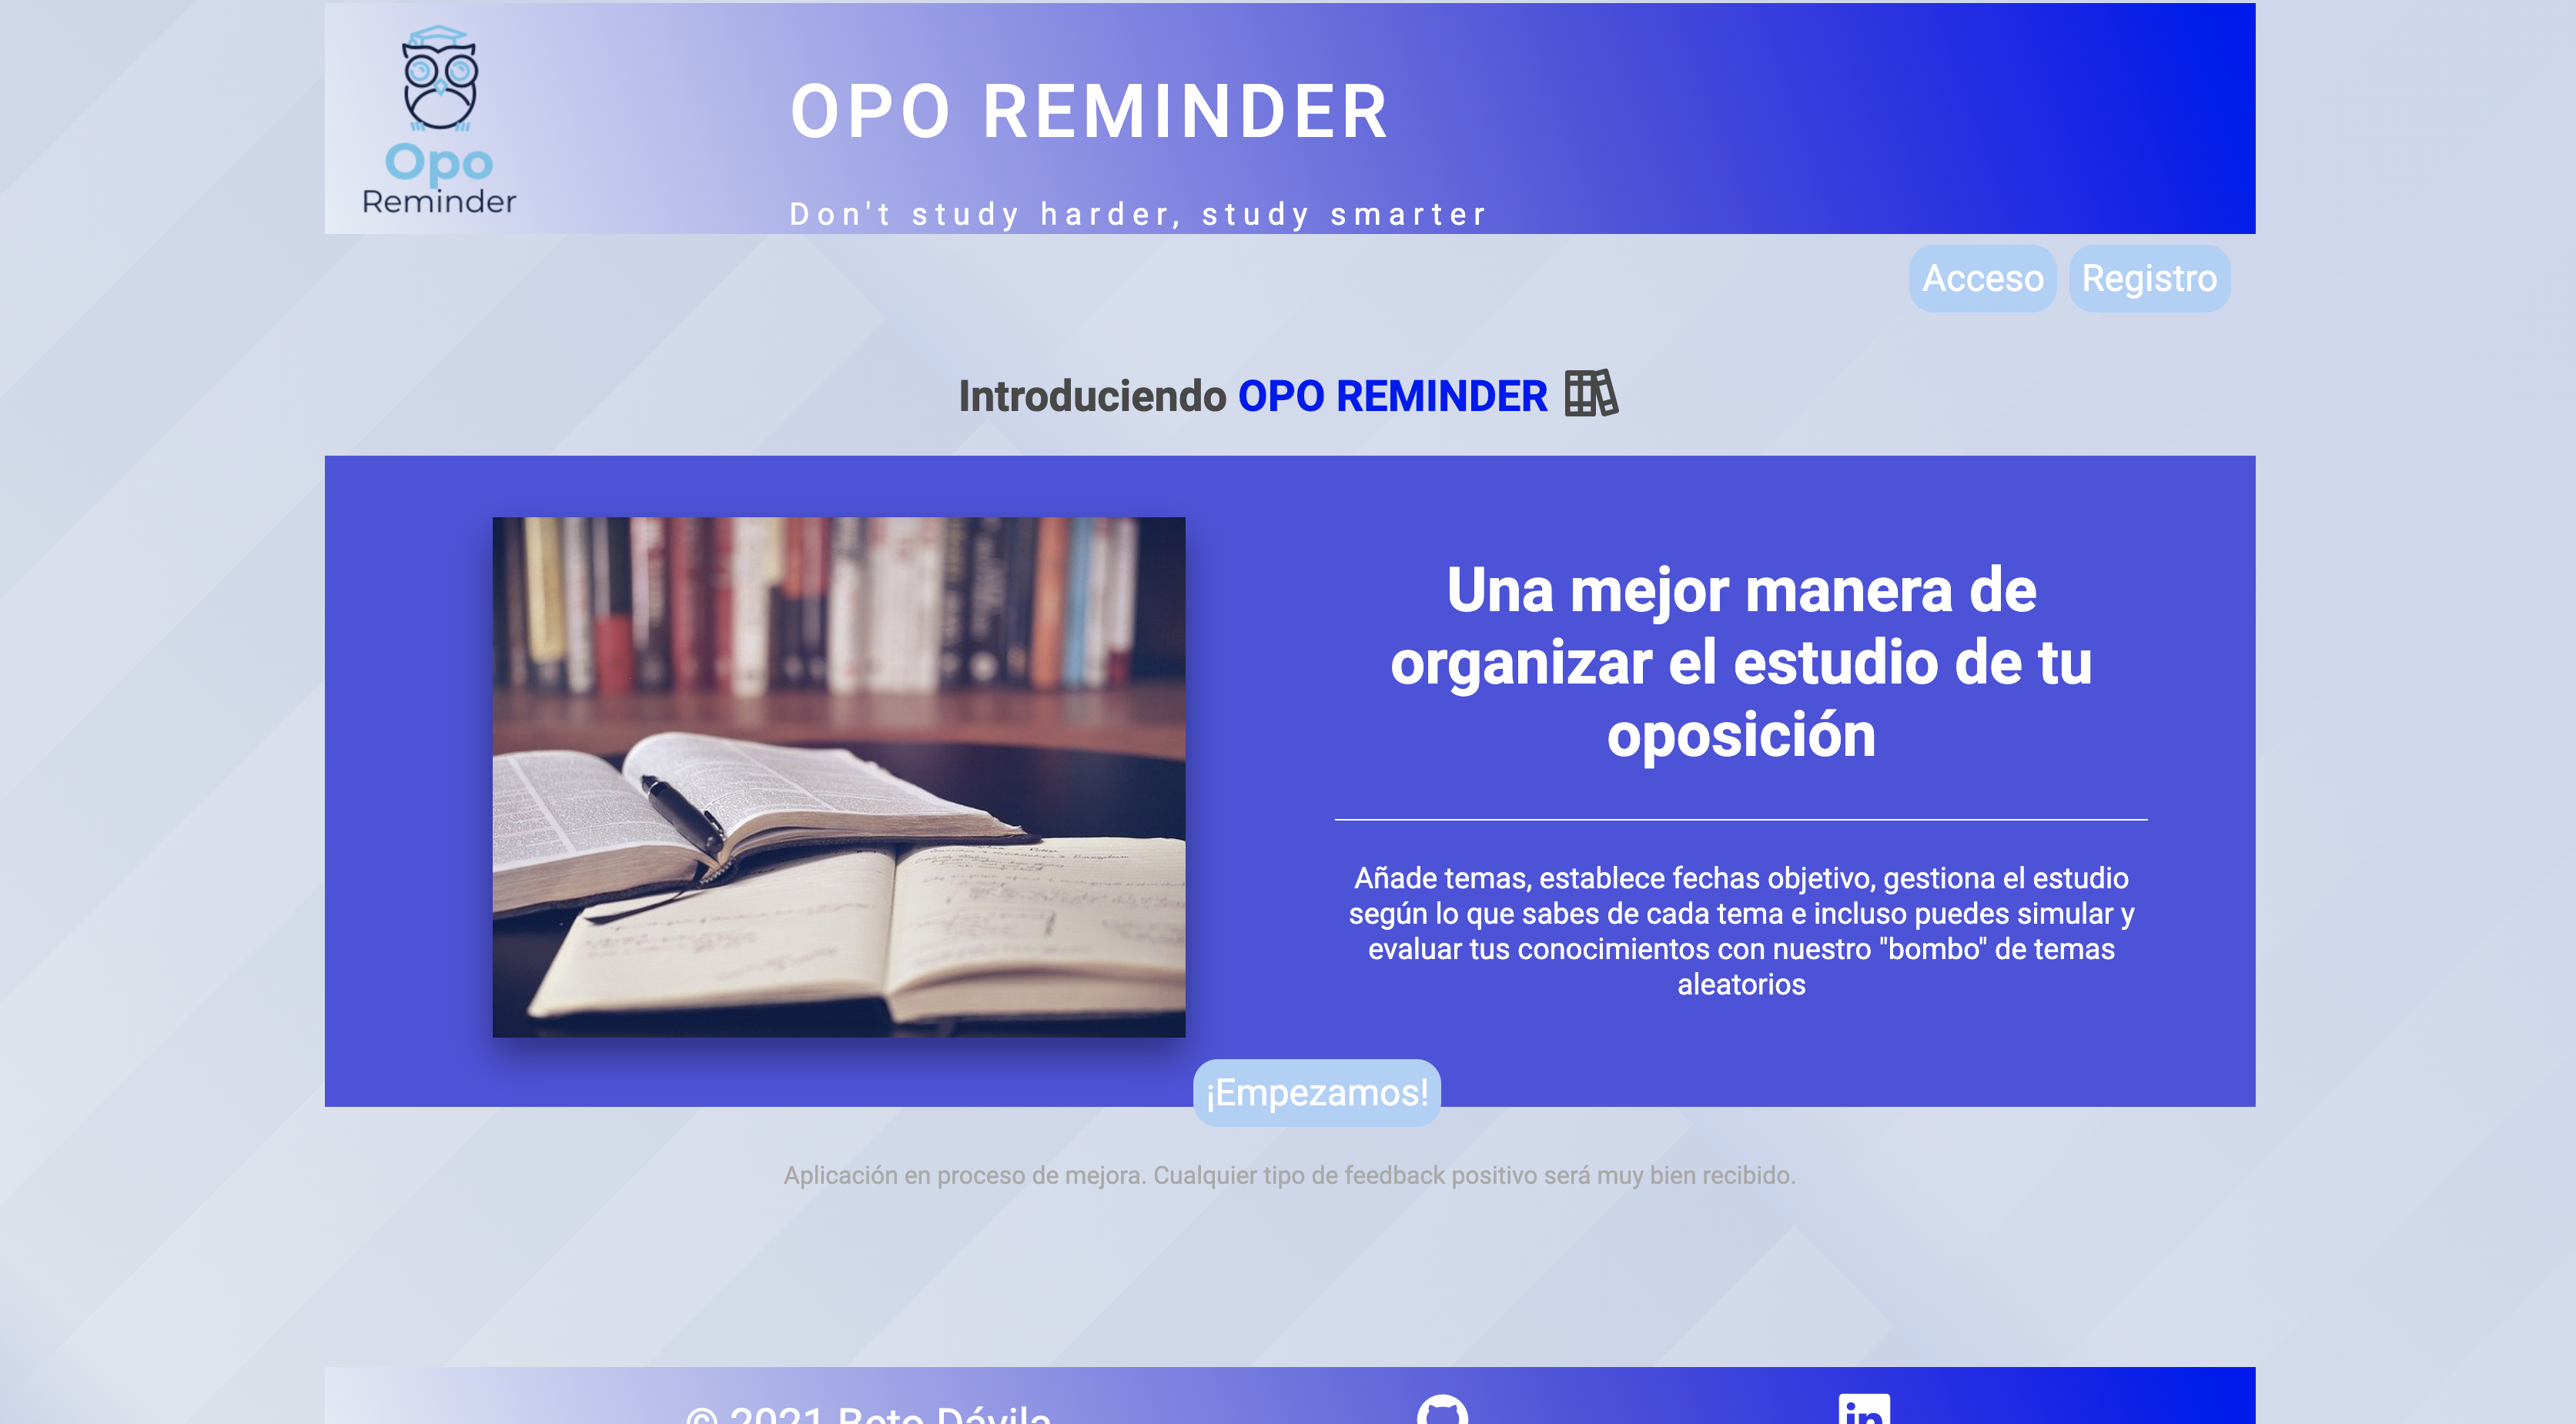 Opo
Reminder
OPO REMINDER
Don't study harder, study smarter
Acceso
Registro
Introduciendo OPO REMINDER
Una mejor manera de
organizar el estudio de tu
oposición
Añade temas, establece fechas objetivo, gestiona el estudio
según lo que sabes de cada tema e incluso puedes simular y
evaluar tus conocimientos con nuestro "bombo" de temas
aleatorios
¡Empezamos!
Aplicación en proceso de mejora. Cualquier tipo de feedback positivo será muy bien recibido.
© 2021 Beto Dávila
in